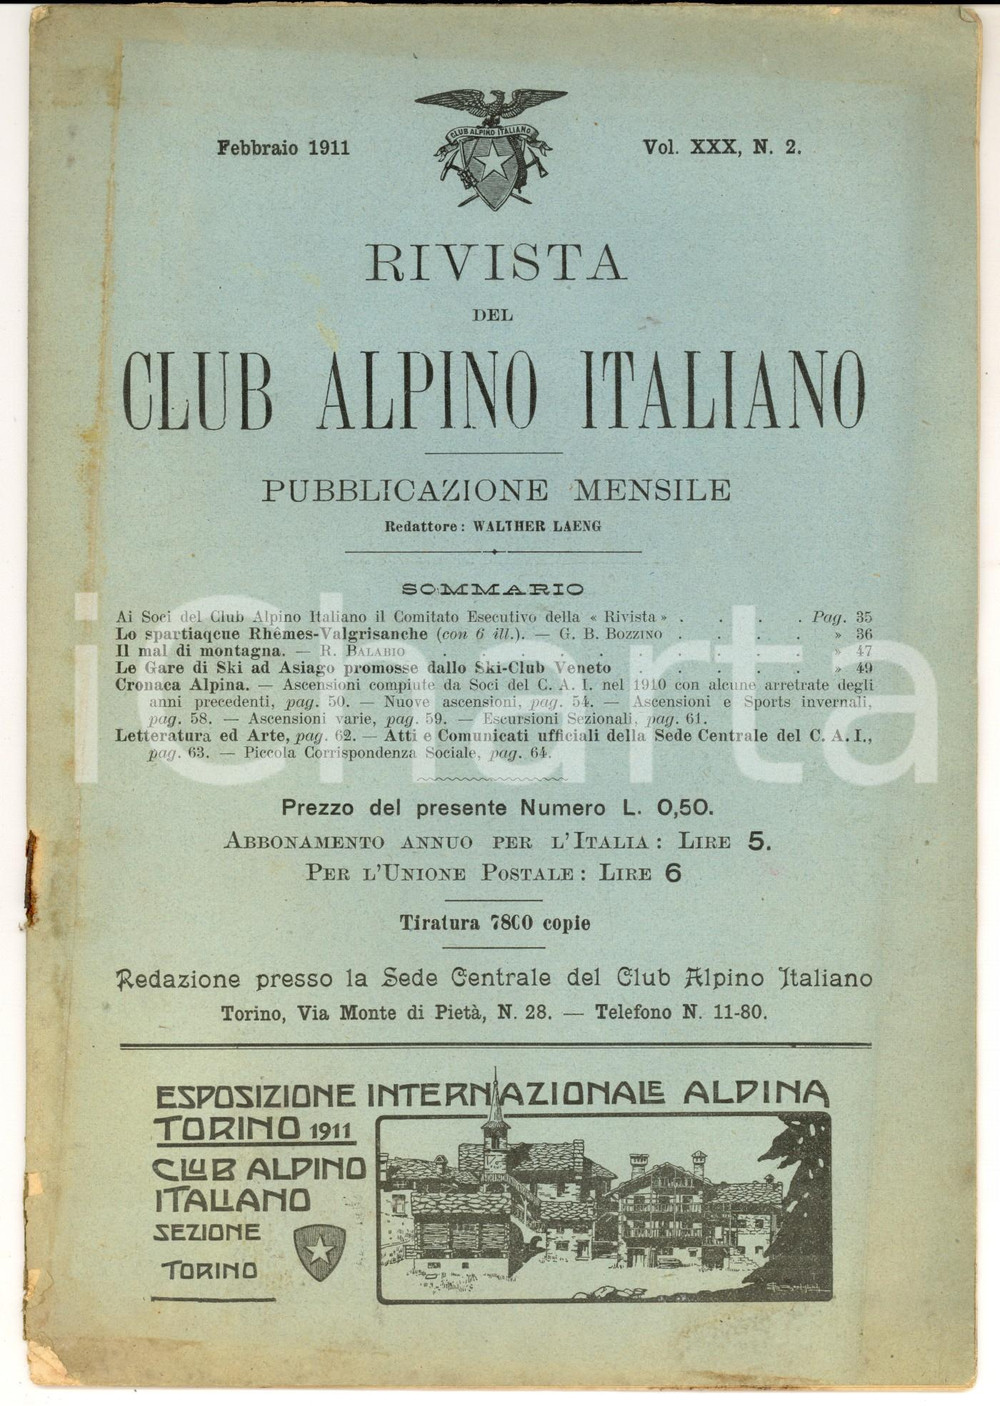 Febbraio 1911
CLUB ALPINO ITALIANO
Vol. XXX, N. 2.
RIVISTA
DEL
CLUB ALPINO ITALIANO
PUBBLICAZIONE MENSILE
Redattore: WALTHER LAENG
SOMMARIO
Ai Soci del Club Alpino Italiano il Comitato Esecutivo della « Rivista » . . . . Pag. 35
Lo spartiacque Rhêmes-Valgrisanche (con 6 ill.). — G. B. BOZZINO . . . . » 36
Il mal di montagna. — R. BALABIO . . . . . . . . » 47
Le Gare di Ski ad Asiago promosse dallo Ski-Club Veneto . . . . . » 49
Cronaca Alpina. — Ascensioni compiute da Soci del C. A. I. nel 1910 con alcune arretrate degli
anni precedenti, pag. 50. — Nuove ascensioni, pag. 54. — Ascensioni e Sports invernali,
pag. 58. — Ascensioni varie, pag. 59. — Escursioni Sezionali, pag. 61.
Letteratura ed Arte, pag. 62. — Atti e Comunicati ufficiali della Sede Centrale del C. A. I.,
pag. 63. — Piccola Corrispondenza Sociale, pag. 64.
iCharta
Prezzo del presente Numero L. 0,50.
ABBONAMENTO ANNUO PER L'ITALIA: LIRE 5.
PER L'UNIONE POSTALE: LIRE 6
Tiratura 7800 copie
Redazione presso la Sede Centrale del Club Alpino Italiano
Torino, Via Monte di Pietà, N. 28. — Telefono N. 11-80.
ESPOSIZIONE INTERNAZIONALE ALPINA
TORINO 1911
CLUB ALPINO
ITALIANO
SEZIONE
TORINO